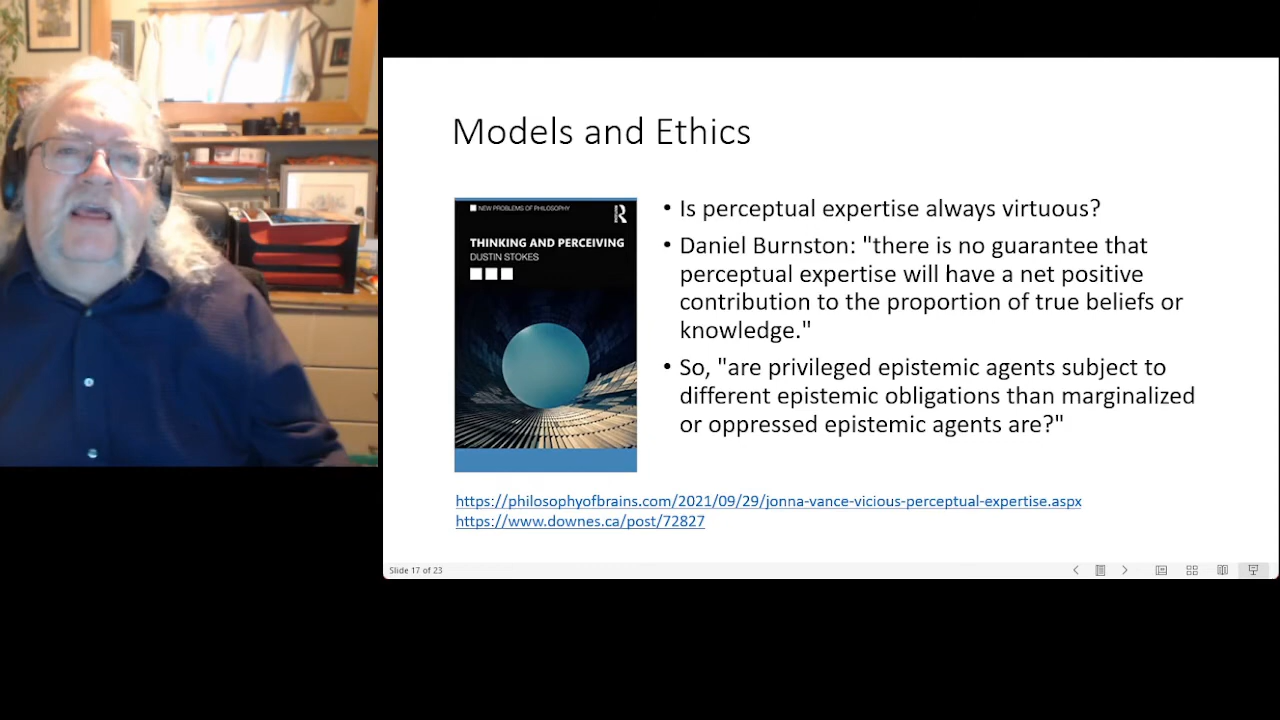 Models and Ethics
NEW PROBLEMS OF PHILOSOPHY
R
THINKING AND PERCEIVING
DUSTIN STOKES
• Is perceptual expertise always virtuous?
• Daniel Burnston: "there is no guarantee that
perceptual expertise will have a net positive
contribution to the proportion of true beliefs or
knowledge."
• So, "are privileged epistemic agents subject to
different epistemic obligations than marginalized
or oppressed epistemic agents are?"
https://philosophyofbrains.com/2021/09/29/jonna-vance-vicious-perceptual-expertise.aspx
https://www.downes.ca/post/72827
Slide 17 of 23